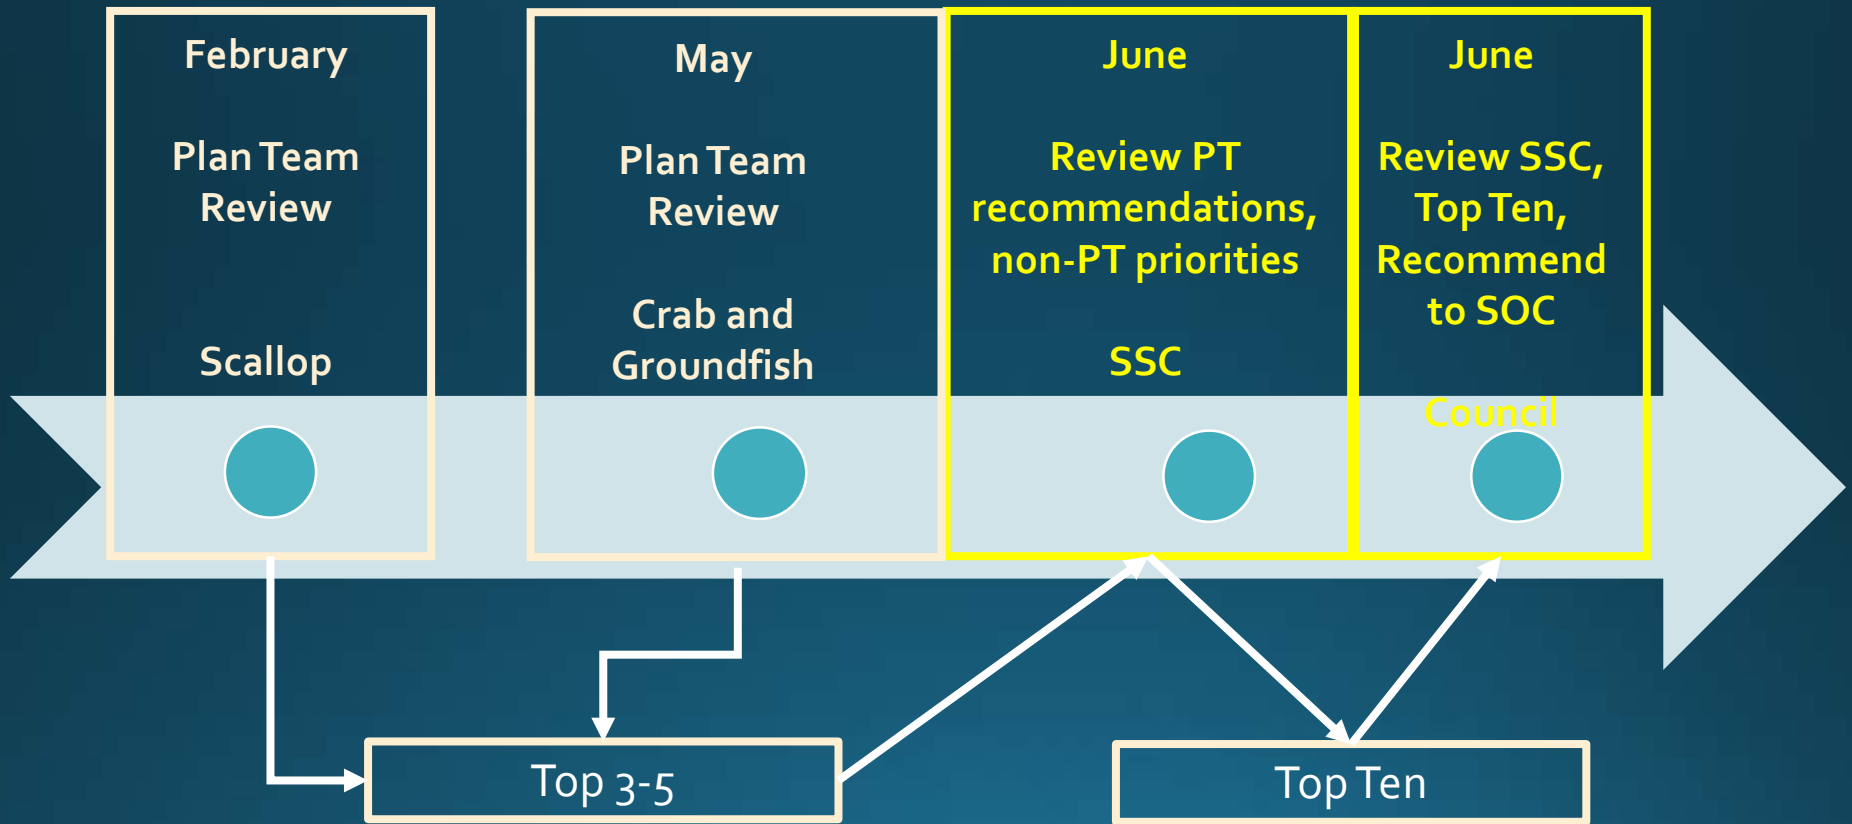 February
Plan Team
Review
Scallop
May
Plan Team
Review
Crab and
Groundfish
June
Review PT
recommendations,
non-PT priorities
SSC
June
Review SSC,
Top Ten,
Recommend
to SOC
Council
Top 3-5
Top Ten